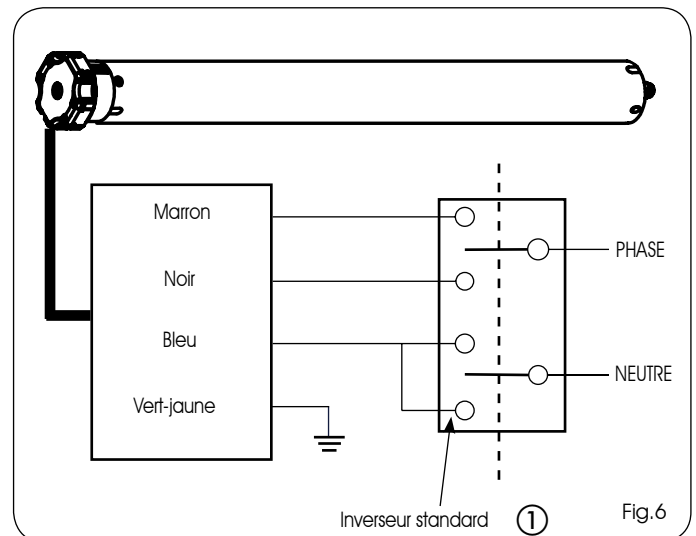 Marron
PHASE
Noir
Bleu
NEUTRE
Vert-jaune
Inverseur standard
①
Fig.6